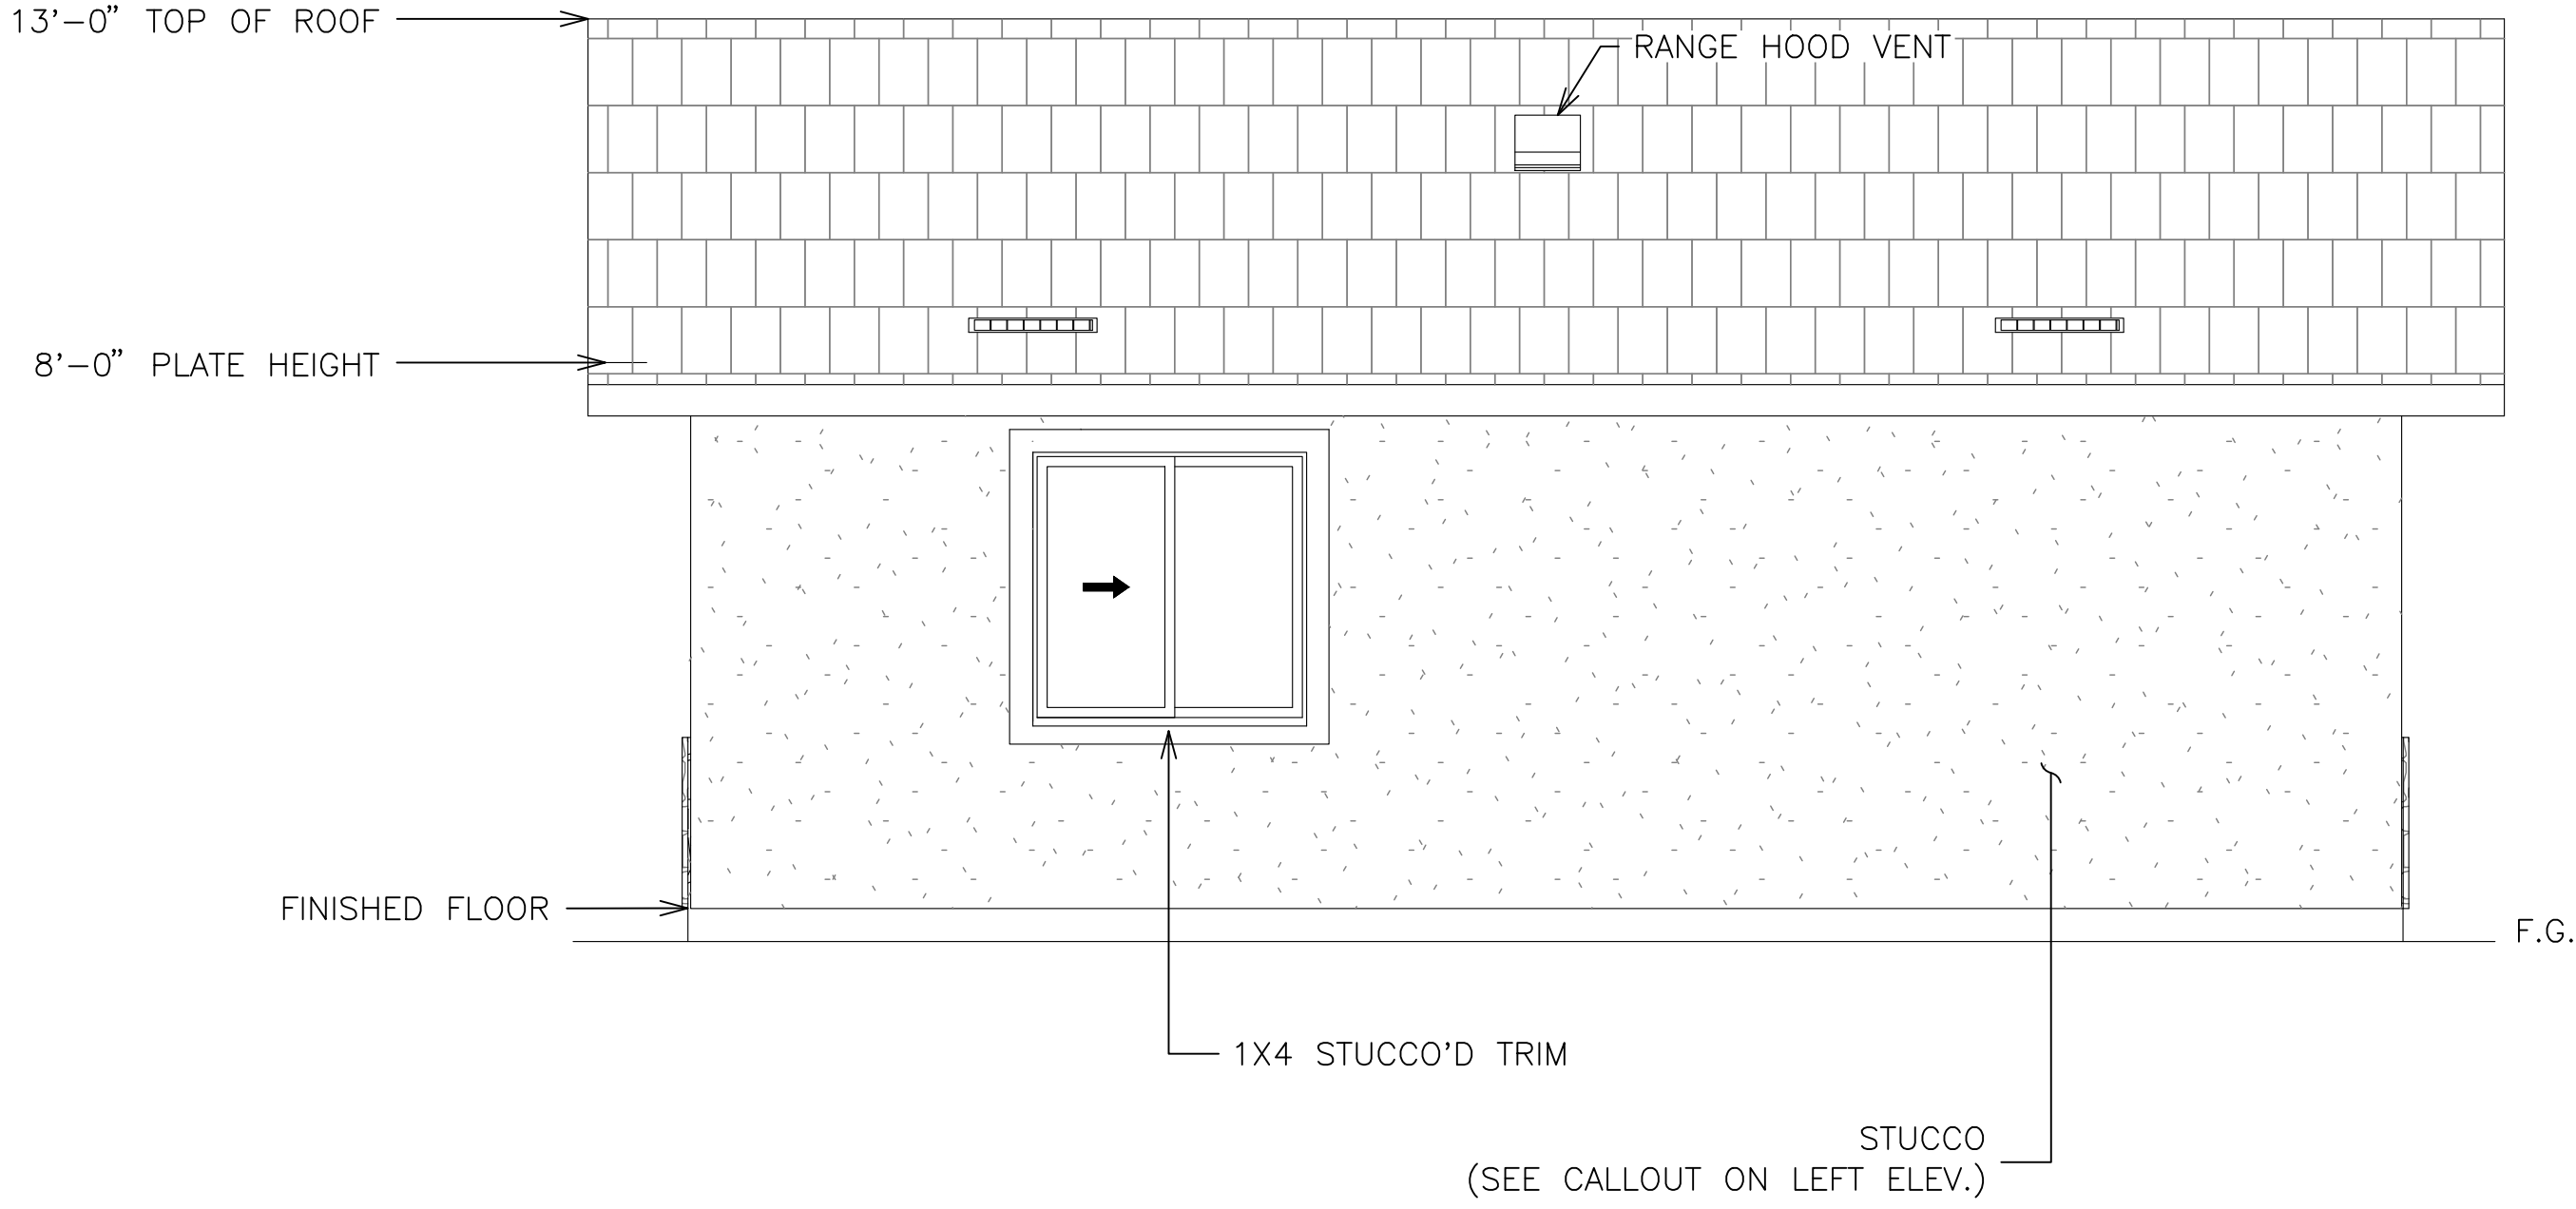 13'-0" TOP OF ROOF
RANGE HOOD VENT
8'-0" PLATE HEIGHT
FINISHED FLOOR
F.G.
1X4 STUCCO'D TRIM
STUCCO
(SEE CALLOUT ON LEFT ELEV.)